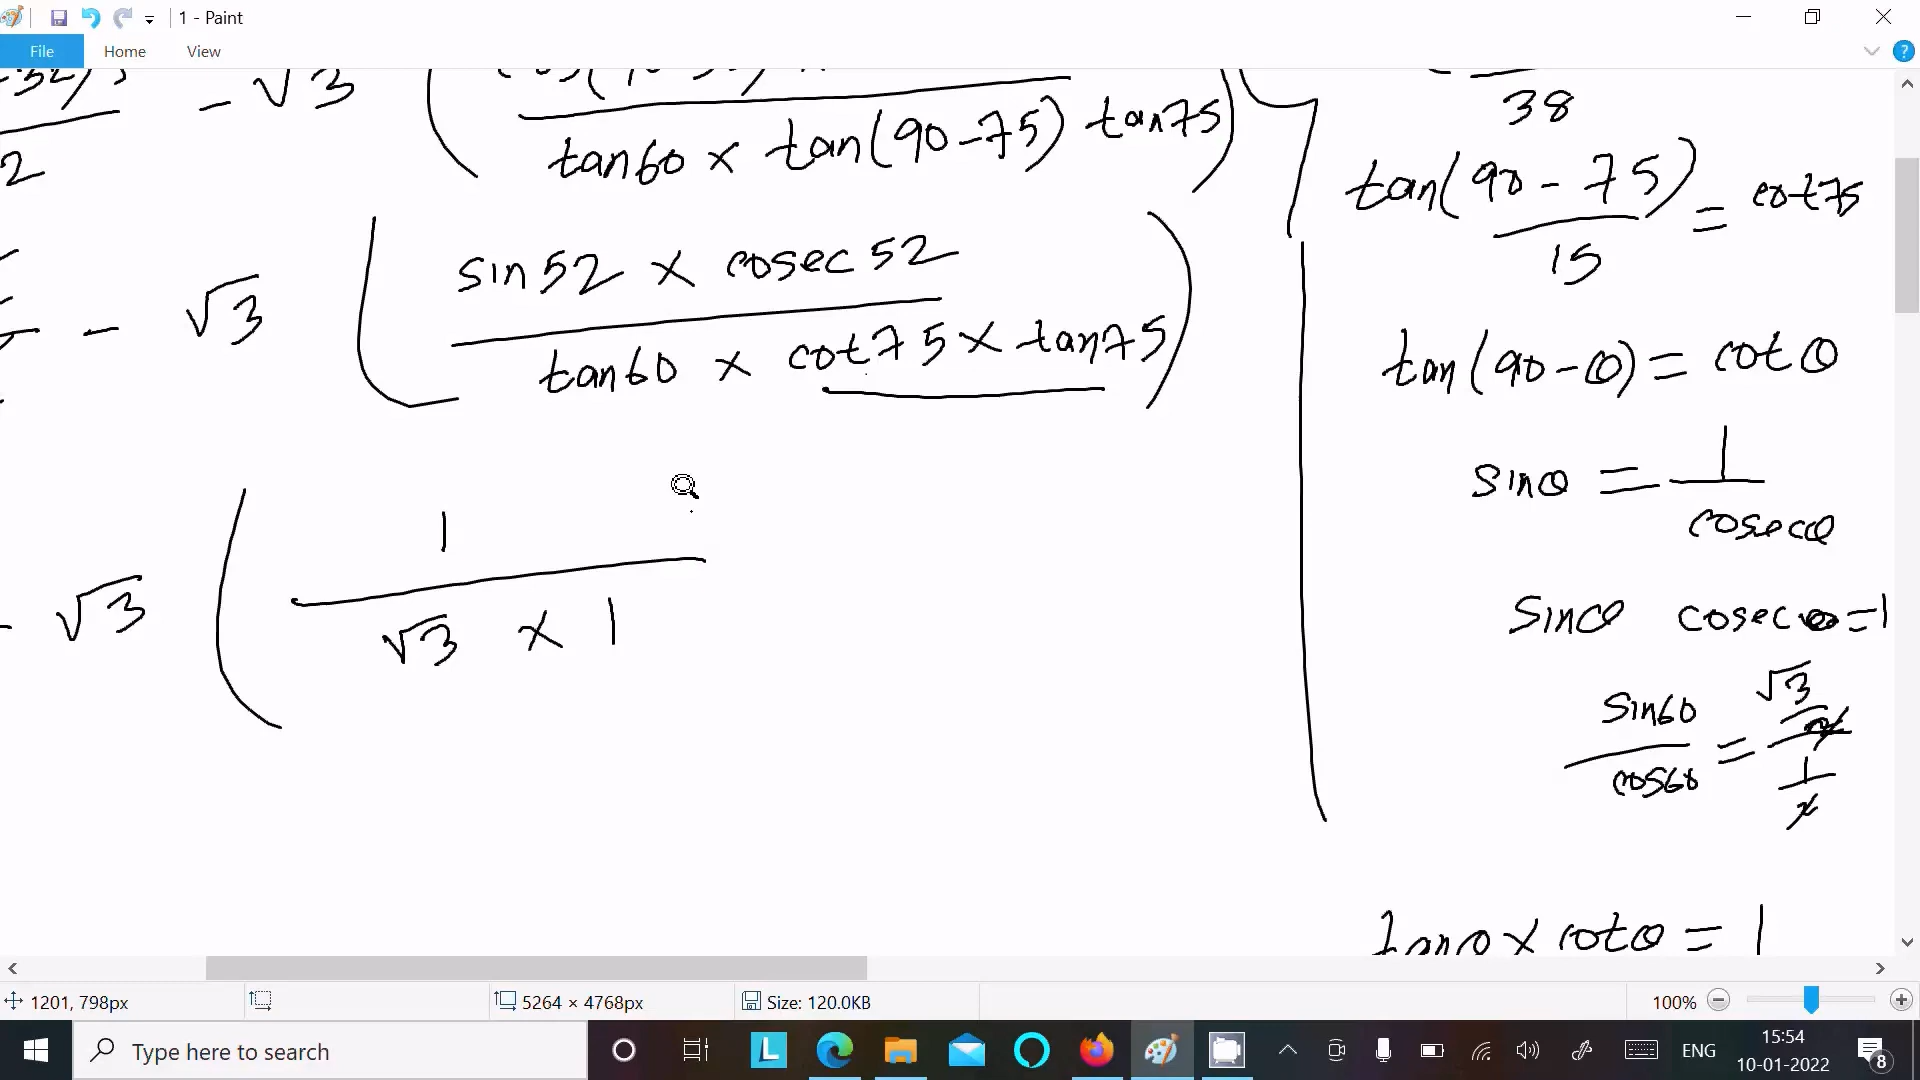 1 - Paint
File Home View
- √3
tan60 × tan(90-75) tan75
2
- √3 ( sin52 × cosec52
tan60 × cot75 × tan75 )
- √3 ( 1
√3 × 1
38
tan(90-75) = cot75
15
tan(90-θ) = cotθ
sinθ = 1
cosecθ
sinθ cosecθ=1
sin60
cos60
= √3
2
1
2
tanθ × cotθ = 1
1201, 798px 5264 × 4768px Size: 120.0KB 100%
Type here to search
L
ENG
15:54
10-01-2022
8